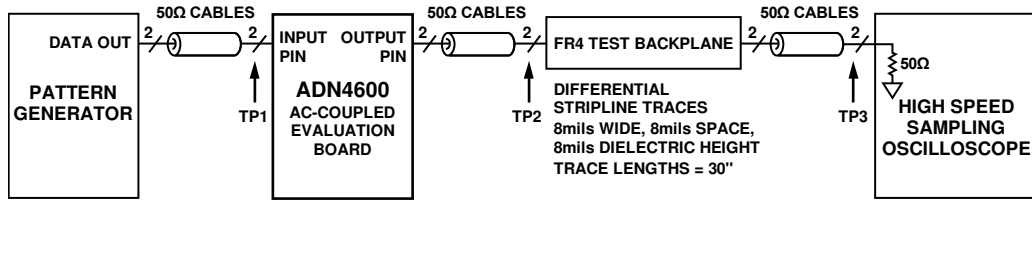 50Ω CABLES
50Ω CABLES
50Ω CABLES
DATA OUT
2
2
INPUT PIN
OUTPUT PIN
2
2
FR4 TEST BACKPLANE
2
2
50Ω
PATTERN
GENERATOR
TP1
ADN4600
AC-COUPLED
EVALUATION
BOARD
TP2
DIFFERENTIAL
STRIPLINE TRACES
8mils WIDE, 8mils SPACE,
8mils DIELECTRIC HEIGHT
TRACE LENGTHS = 30"
TP3
HIGH SPEED
SAMPLING
OSCILLOSCOPE